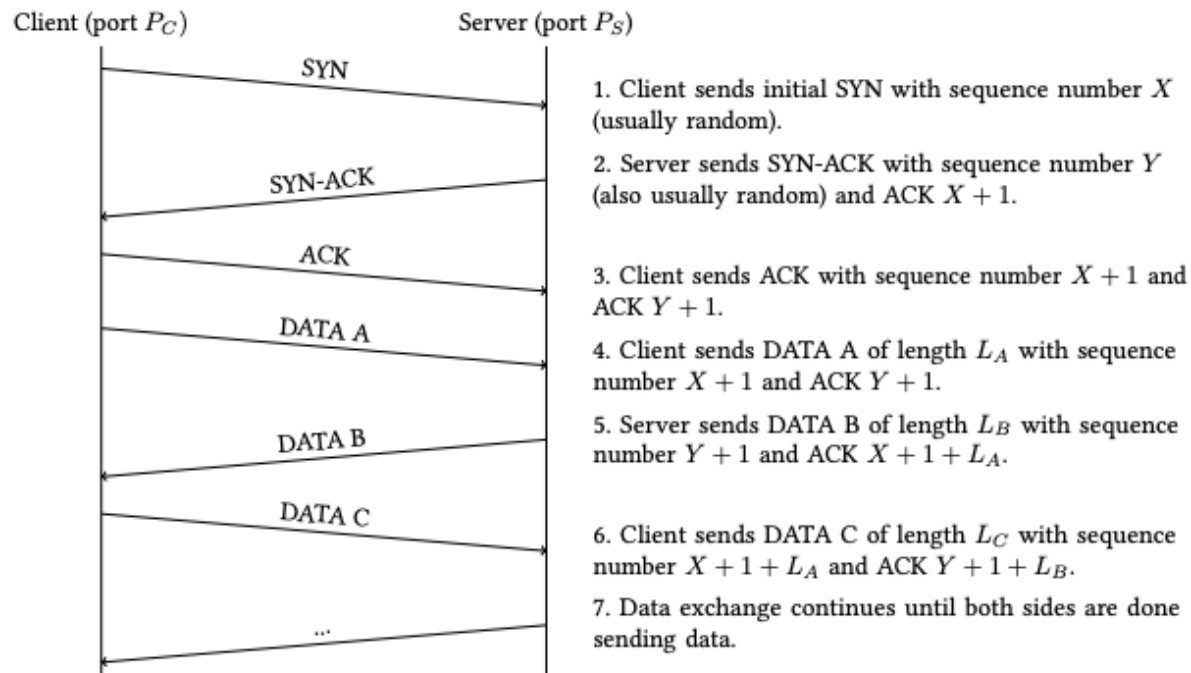 Client (port P_C)
Server (port P_S)
SYN
1. Client sends initial SYN with sequence number X
(usually random).
SYN-ACK
2. Server sends SYN-ACK with sequence number Y
(also usually random) and ACK X + 1.
ACK
3. Client sends ACK with sequence number X + 1 and
ACK Y + 1.
DATA A
4. Client sends DATA A of length L_A with sequence
number X + 1 and ACK Y + 1.
DATA B
5. Server sends DATA B of length L_B with sequence
number Y + 1 and ACK X + 1 + L_A.
DATA C
6. Client sends DATA C of length L_C with sequence
number X + 1 + L_A and ACK Y + 1 + L_B.
...
7. Data exchange continues until both sides are done
sending data.